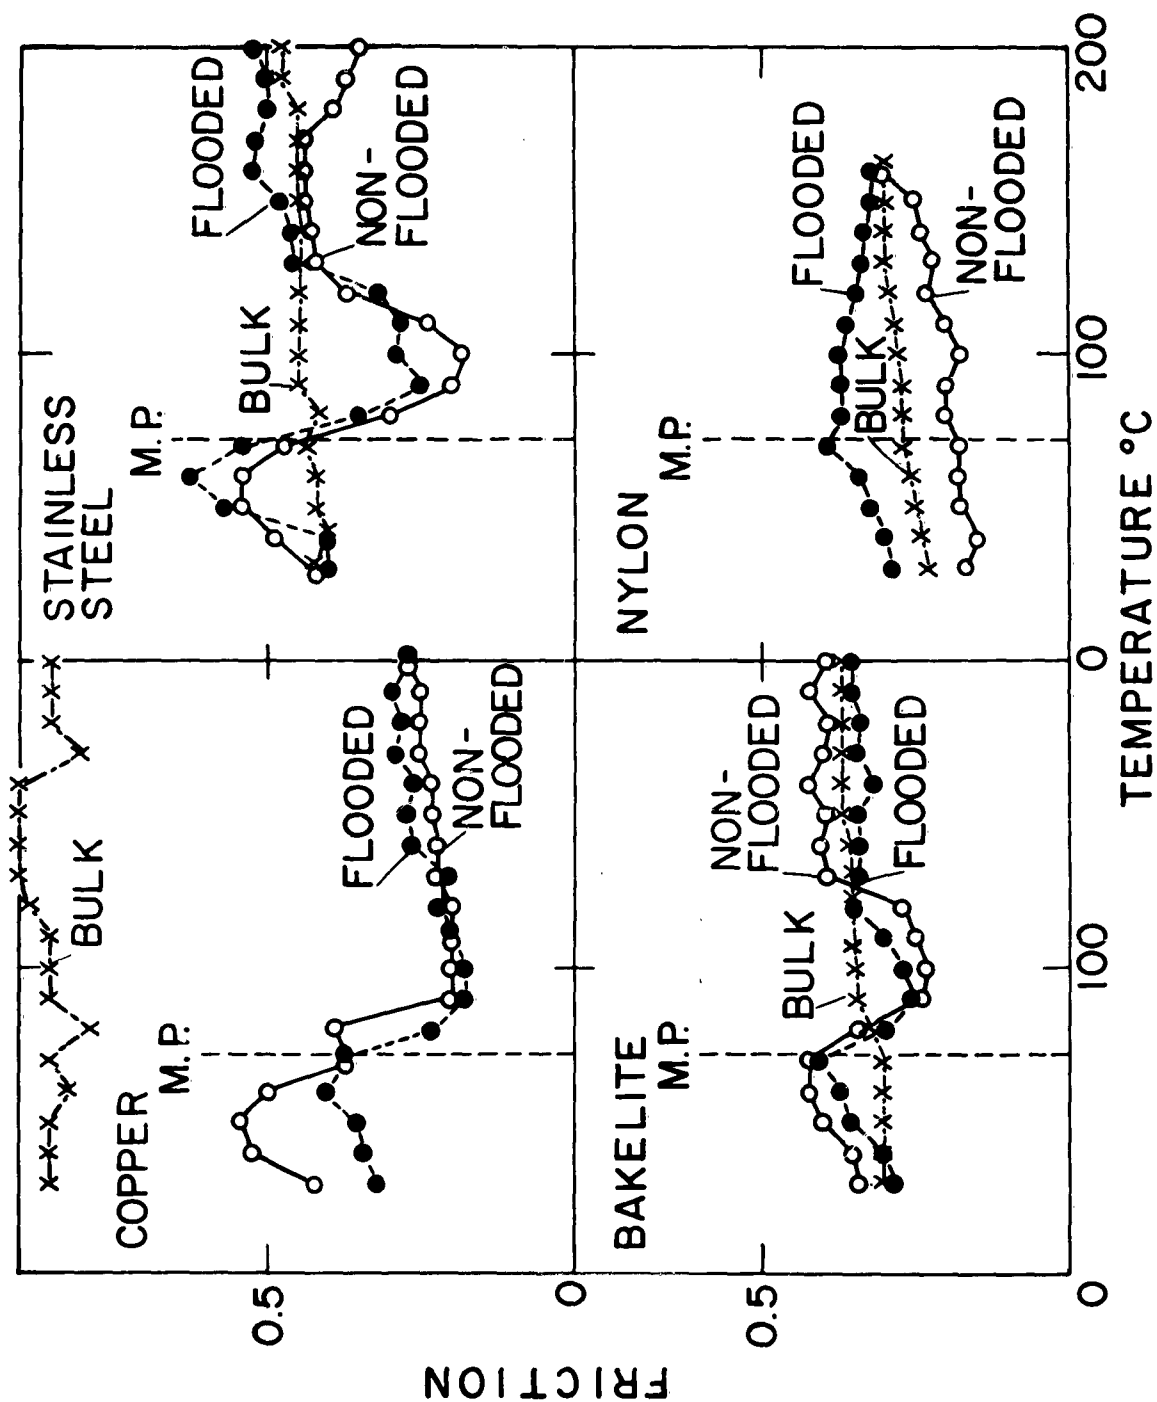 FRICTION
0.5
0
0.5
0
COPPER
M.P.
BULK
FLOODED
NON-
FLOODED
STAINLESS
STEEL
M.P.
BULK
FLOODED
NON-
FLOODED
BAKELITE
M.P.
BULK
NON-
FLOODED
FLOODED
NYLON
M.P.
BULK
FLOODED
NON-
FLOODED
100
0
100
200
TEMPERATURE °C